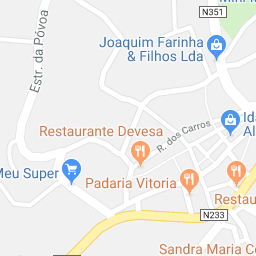 N351
Joaquim Farinha
& Filhos Lda
Estr. da Póvoa
R. dos Carros
Restaurante Devesa
Meu Super
Padaria Vitoria
N233
Sandra Maria Co